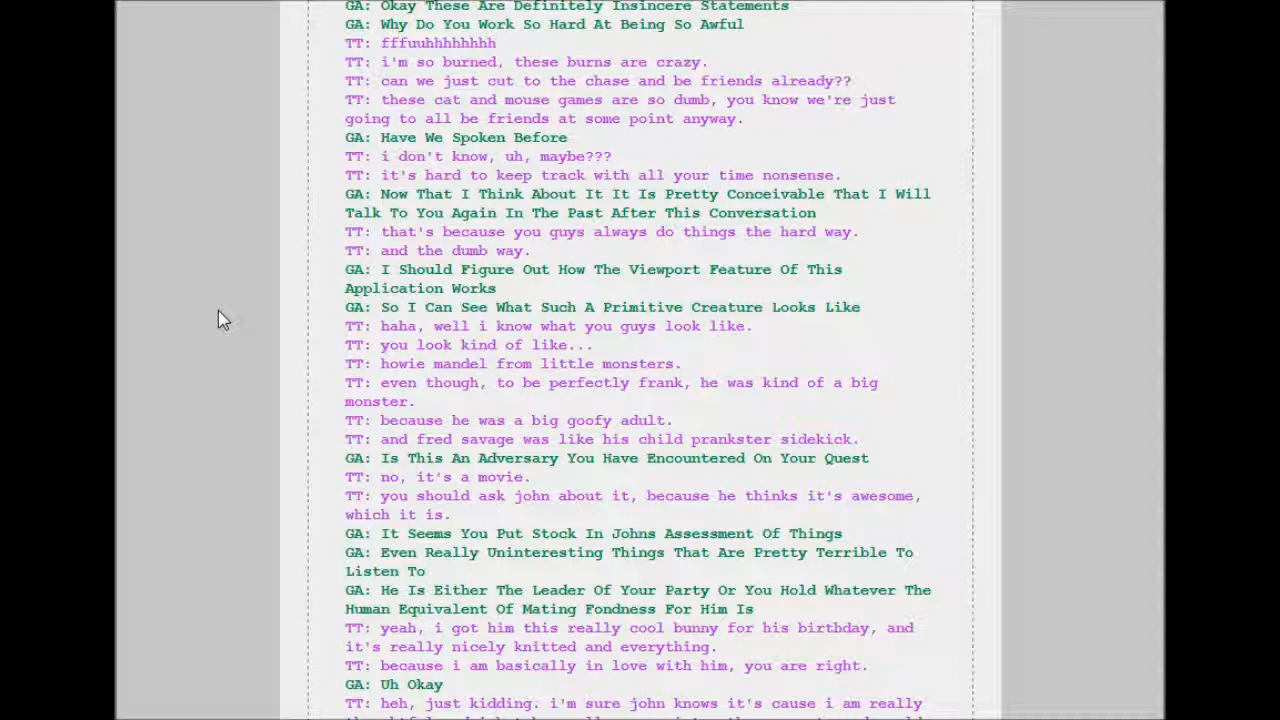 GA: Okay These Are Definitely Insincere Statements
GA: Why Do You Work So Hard At Being So Awful
TT: fffuuhhhhhhhh
TT: i'm so burned, these burns are crazy.
TT: can we just cut to the chase and be friends already??
TT: these cat and mouse games are so dumb, you know we're just
going to all be friends at some point anyway.
GA: Have We Spoken Before
TT: i don't know, uh, maybe???
TT: it's hard to keep track with all your time nonsense.
GA: Now That I Think About It It Is Pretty Conceivable That I Will
Talk To You Again In The Past After This Conversation
TT: that's because you guys always do things the hard way.
TT: and the dumb way.
GA: I Should Figure Out How The Viewport Feature Of This
Application Works
GA: So I Can See What Such A Primitive Creature Looks Like
TT: haha, well i know what you guys look like.
TT: you look kind of like...
TT: howie mandel from little monsters.
TT: even though, to be perfectly frank, he was kind of a big
monster.
TT: because he was a big goofy adult.
TT: and fred savage was like his child prankster sidekick.
GA: Is This An Adversary You Have Encountered On Your Quest
TT: no, it's a movie.
TT: you should ask john about it, because he thinks it's awesome,
which it is.
GA: It Seems You Put Stock In Johns Assessment Of Things
GA: Even Really Uninteresting Things That Are Pretty Terrible To
Listen To
GA: He Is Either The Leader Of Your Party Or You Hold Whatever The
Human Equivalent Of Mating Fondness For Him Is
TT: yeah, i got him this really cool bunny for his birthday, and
it's really nicely knitted and everything.
TT: because i am basically in love with him, you are right.
GA: Uh Okay
TT: heh, just kidding. i'm sure john knows it's cause i am really